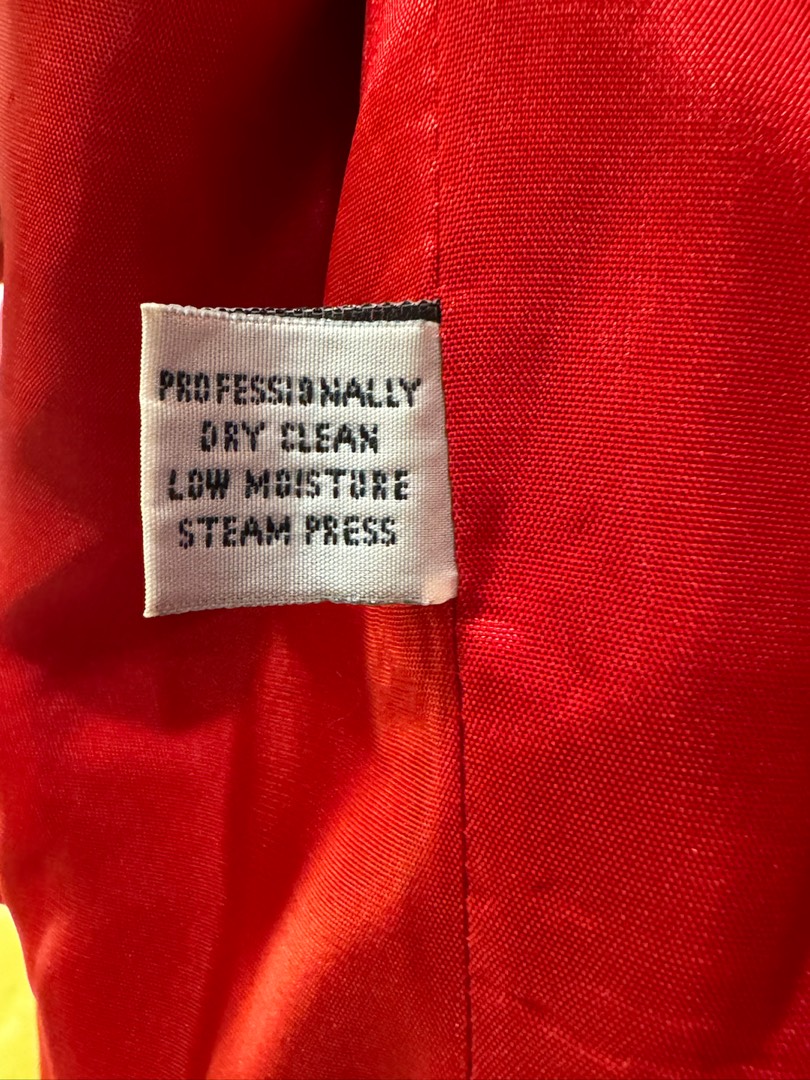 PROFESSIONALLY
DRY CLEAN
LOW MOISTURE
STEAM PRESS